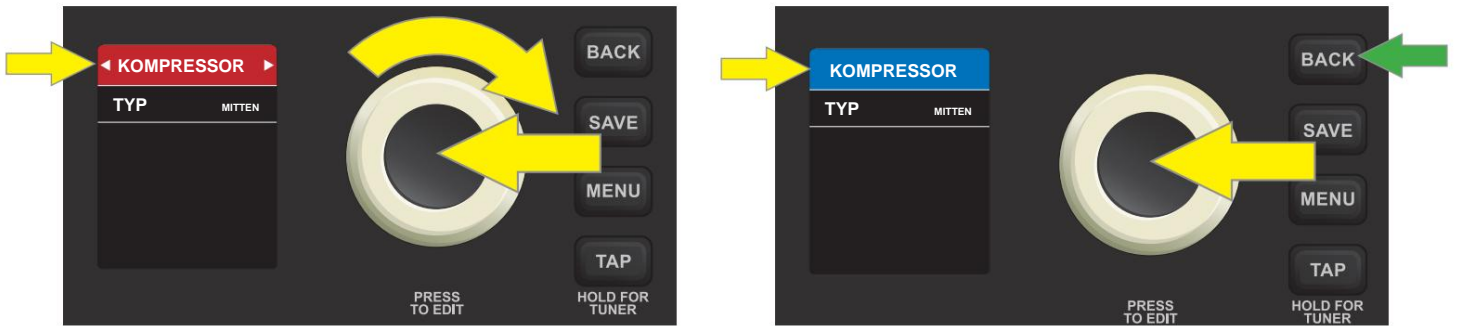 KOMPRESSOR
TYP MITTEN
BACK
SAVE
MENU
TAP
PRESS
TO EDIT
HOLD FOR
TUNER
KOMPRESSOR
TYP MITTEN
BACK
SAVE
MENU
TAP
PRESS
TO EDIT
HOLD FOR
TUNER